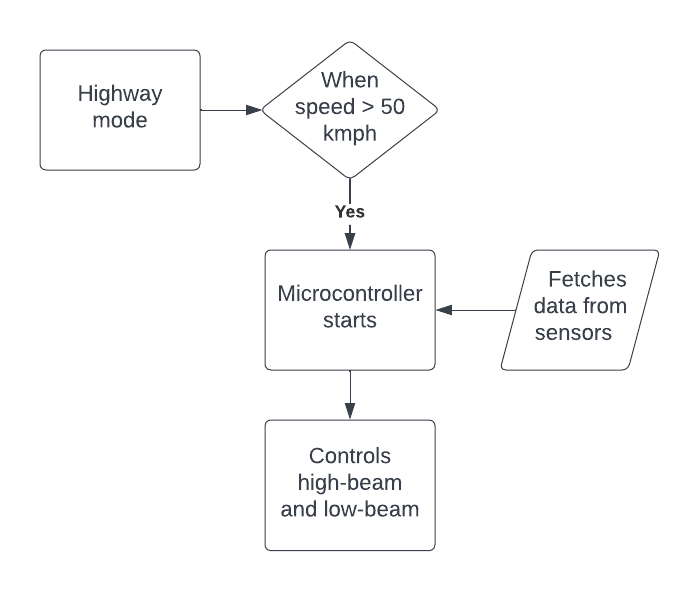 Highway
mode
When
speed > 50
kmph
Yes
Microcontroller
starts
Fetches
data from
sensors
Controls
high-beam
and low-beam